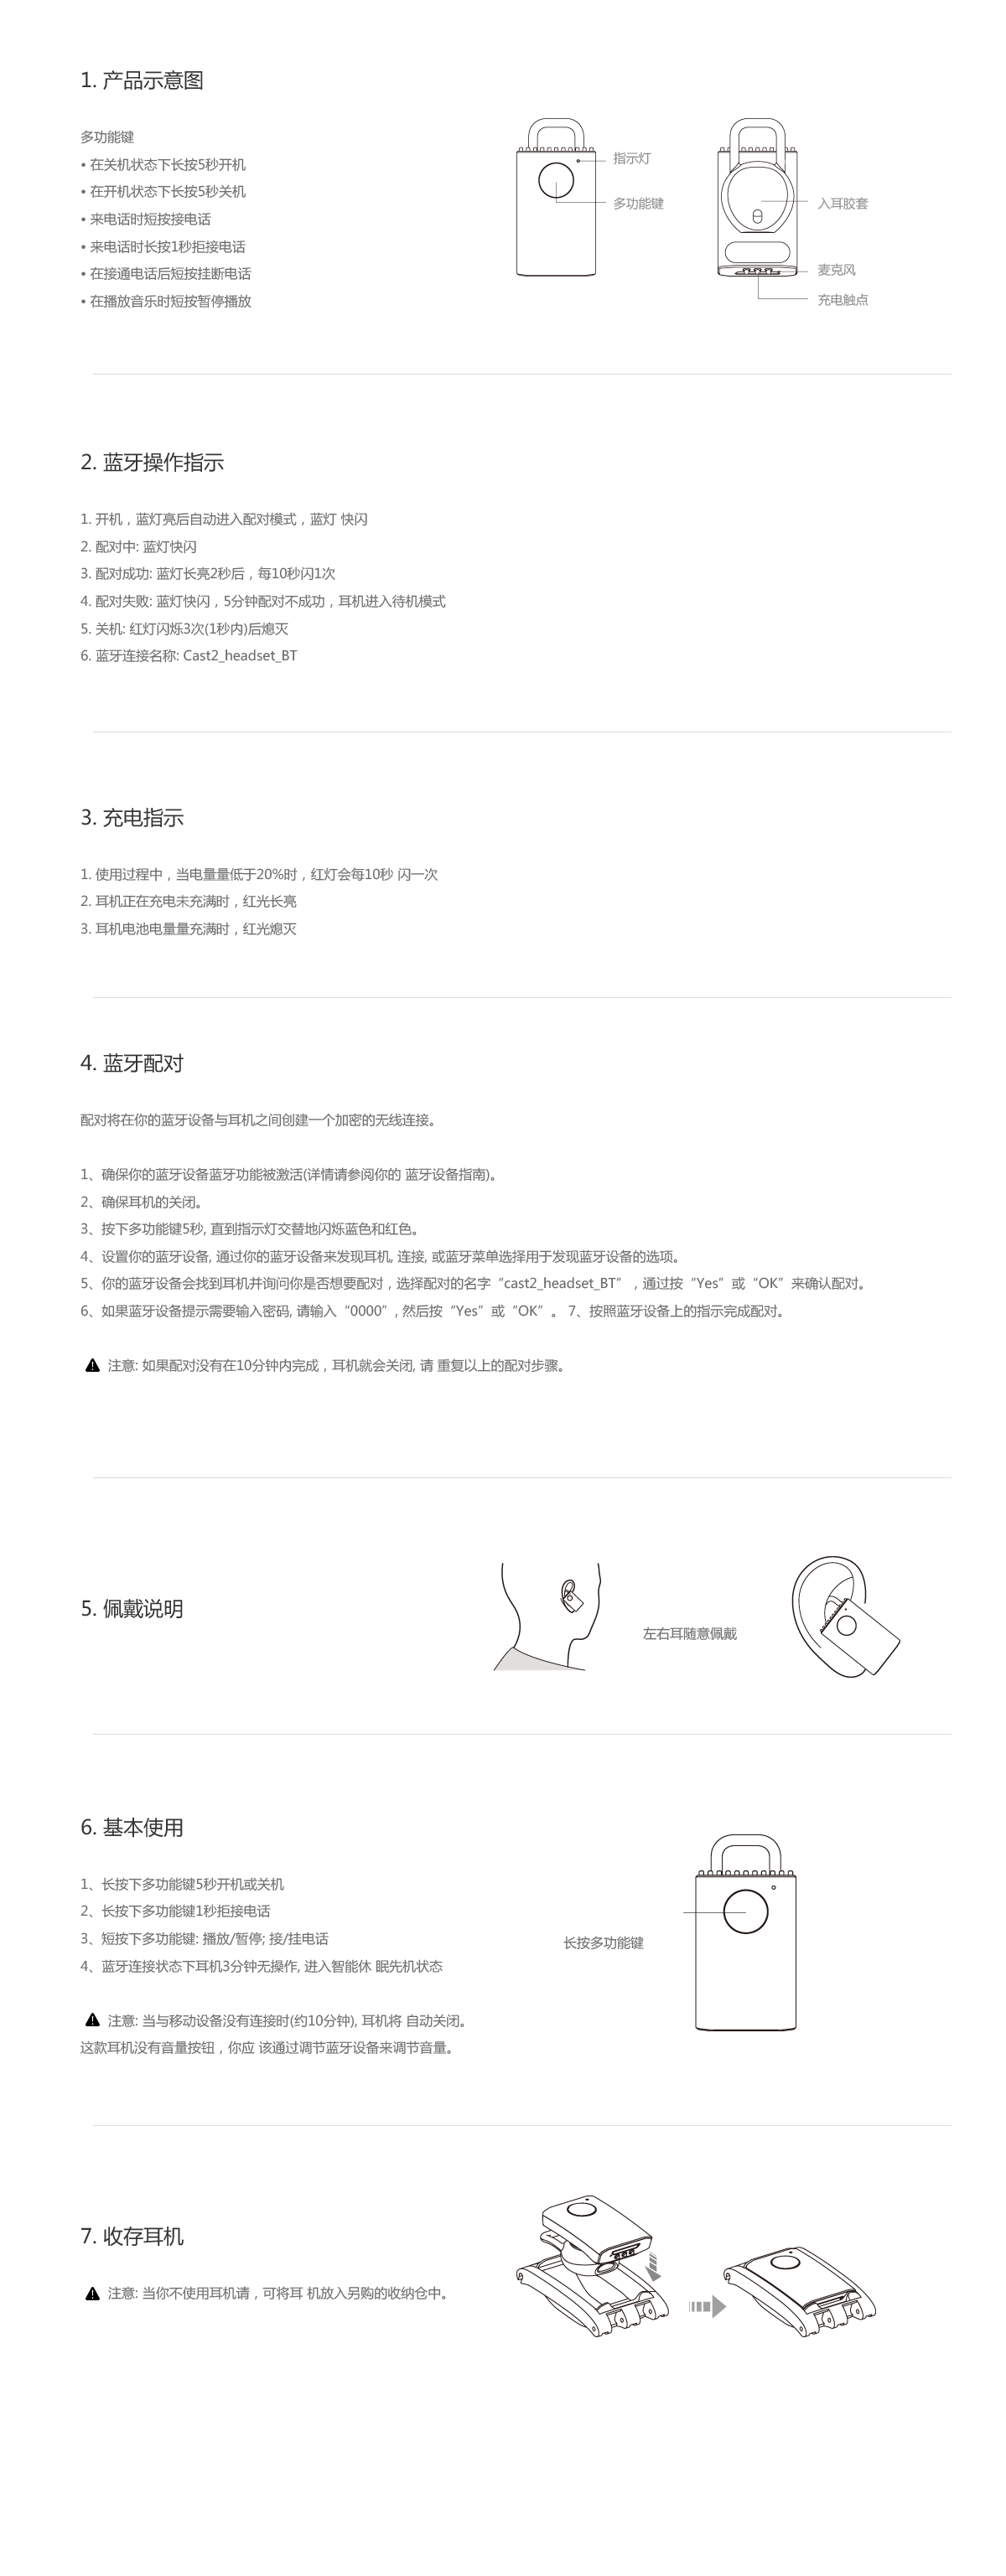 1. 产品示意图
多功能键
• 在关机状态下长按5秒开机
• 在开机状态下长按5秒关机
• 来电话时短按接电话
• 来电话时长按1秒拒接电话
• 在接通电话后短按挂断电话
• 在播放音乐时短按暂停播放
指示灯
多功能键
入耳胶套
麦克风
充电触点
2. 蓝牙操作指示
1. 开机，蓝灯亮后自动进入配对模式，蓝灯 快闪
2. 配对中: 蓝灯快闪
3. 配对成功: 蓝灯长亮2秒后，每10秒闪1次
4. 配对失败: 蓝灯快闪，5分钟配对不成功，耳机进入待机模式
5. 关机: 红灯闪烁3次(1秒内)后熄灭
6. 蓝牙连接名称: Cast2_headset_BT
3. 充电指示
1. 使用过程中，当电量量低于20%时，红灯会每10秒 闪一次
2. 耳机正在充电未充满时，红光长亮
3. 耳机电池电量量充满时，红光熄灭
4. 蓝牙配对
配对将在你的蓝牙设备与耳机之间创建一个加密的无线连接。
1、确保你的蓝牙设备蓝牙功能被激活(详情请参阅你的 蓝牙设备指南)。
2、确保耳机的关闭。
3、按下多功能键5秒, 直到指示灯交替地闪烁蓝色和红色。
4、设置你的蓝牙设备, 通过你的蓝牙设备来发现耳机, 连接, 或蓝牙菜单选择用于发现蓝牙设备的选项。
5、你的蓝牙设备会找到耳机并询问你是否想要配对，选择配对的名字“cast2_headset_BT”，通过按“Yes”或“OK”来确认配对。
6、如果蓝牙设备提示需要输入密码, 请输入“0000”, 然后按“Yes”或“OK”。 7、按照蓝牙设备上的指示完成配对。
注意: 如果配对没有在10分钟内完成，耳机就会关闭, 请 重复以上的配对步骤。
5. 佩戴说明
左右耳随意佩戴
6. 基本使用
1、长按下多功能键5秒开机或关机
2、长按下多功能键1秒拒接电话
3、短按下多功能键: 播放/暂停; 接/挂电话
4、蓝牙连接状态下耳机3分钟无操作, 进入智能休 眠先机状态
长按多功能键
注意: 当与移动设备没有连接时(约10分钟), 耳机将 自动关闭。
这款耳机没有音量按钮，你应 该通过调节蓝牙设备来调节音量。
7. 收存耳机
注意: 当你不使用耳机请，可将耳 机放入另购的收纳仓中。